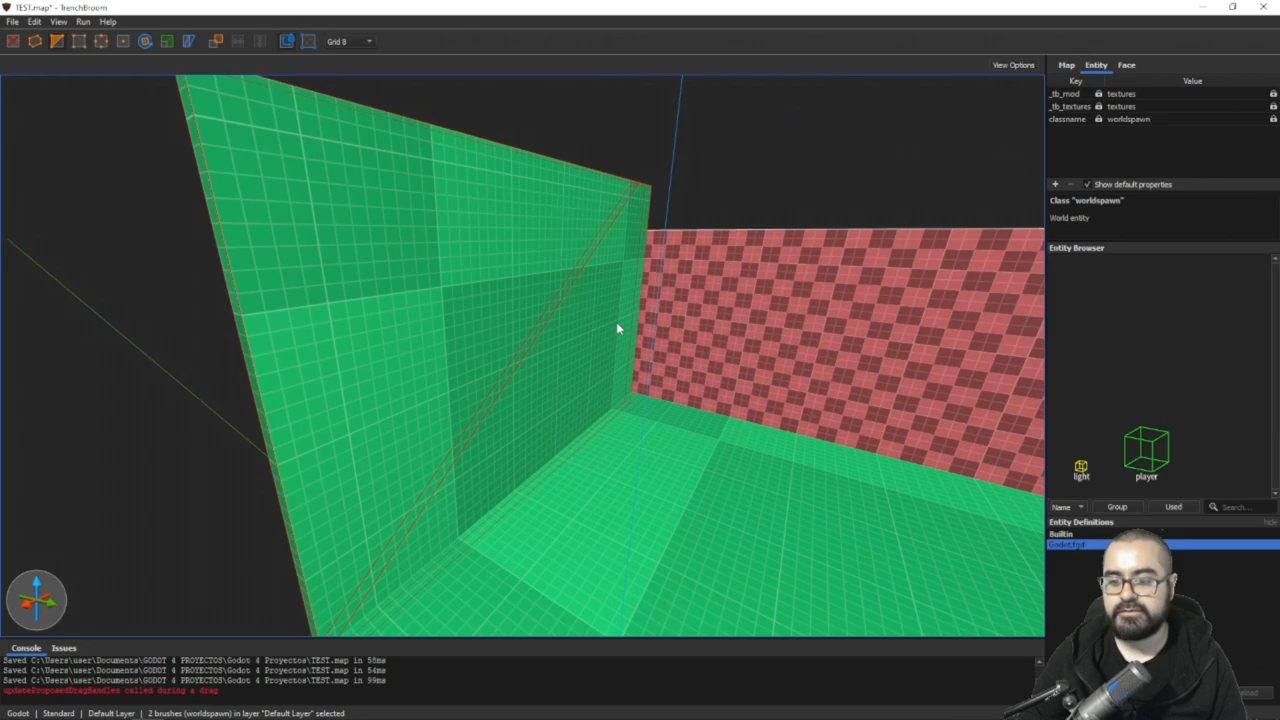 TEST.map* - TrenchBroom
File Edit View Run Help
Grid 8
View Options
Map Entity Face
Key Value
_tb_mod textures
_tb_textures textures
classname worldspawn
Show default properties
Class "worldspawn"
World entity
Entity Browser
light
player
Name Group Used Search...
Entity Definitions hide
Builtin
Godot.fgd
Console Issues
Saved C:\Users\user\Documents\GODOT 4 PROYECTOS\Godot 4 Proyectos\TEST.map in 58ms
Saved C:\Users\user\Documents\GODOT 4 PROYECTOS\Godot 4 Proyectos\TEST.map in 54ms
Saved C:\Users\user\Documents\GODOT 4 PROYECTOS\Godot 4 Proyectos\TEST.map in 99ms
updateProposedDragHandles called during a drag
Godot | Standard | Default Layer | 2 brushes (worldspawn) in layer "Default Layer" selected